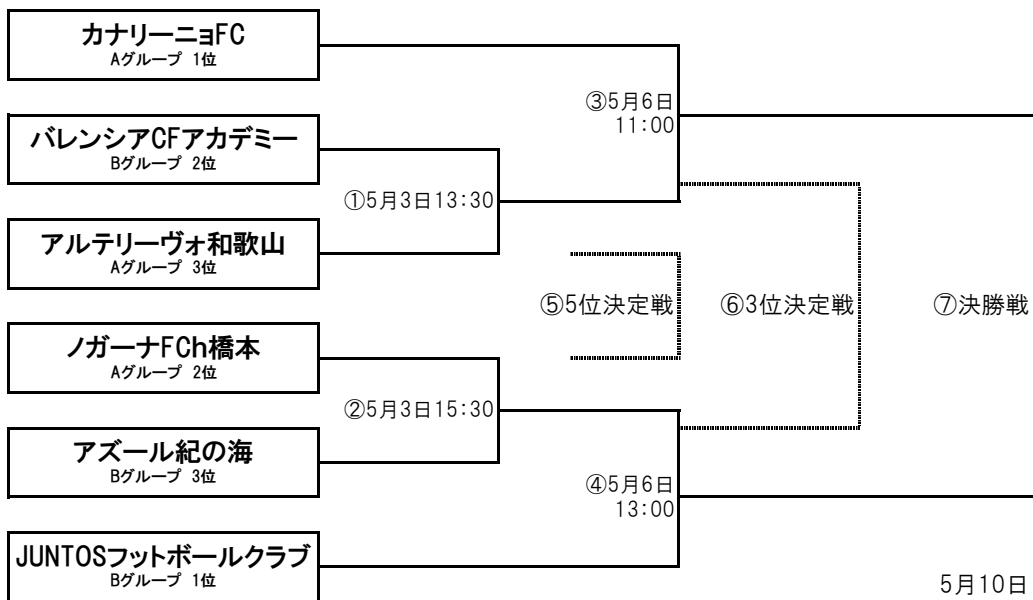 カナリーニョFC
Aグループ 1位
③5月6日
11:00
バレンシアCFアカデミー
Bグループ 2位
①5月3日13:30
アルテリーヴォ和歌山
Aグループ 3位
⑤5位決定戦
⑥3位決定戦
⑦決勝戦
ノガーナFCh橋本
Aグループ 2位
②5月3日15:30
アズール紀の海
Bグループ 3位
④5月6日
13:00
JUNTOSフットボールクラブ
Bグループ 1位
5月10日